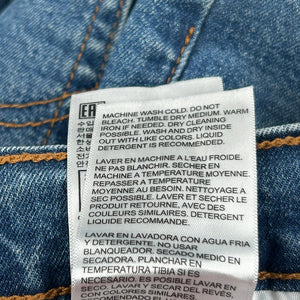 EAC
MACHINE WASH COLD. DO NOT
BLEACH. TUMBLE DRY MEDIUM. WARM
IRON IF NEEDED. DRY CLEANING
POSSIBLE. WASH AND DRY INSIDE
OUT WITH LIKE COLORS. LIQUID
DETERGENT IS RECOMMENDED.
LAVER EN MACHINE A L'EAU FROIDE.
NE PAS BLANCHIR. SÉCHER EN
MACHINE A TEMPERATURE MOYENNE.
REPASSER A TEMPERATURE
MOYENNE AU BESOIN. NETTOYAGE A
SEC POSSIBLE. LAVER ET SECHER LE
PRODUIT RETOURNE, AVEC DES
COULEURS SIMILAIRES. DETERGENT
LIQUIDE RECOMMANDE.
LAVAR EN LAVADORA CON AGUA FRIA
Y DETERGENTE. NO USAR
BLANQUEADOR. SECADO MEDIO EN
SECADORA. PLANCHAR EN
TEMPERATURA TIBIA SI ES
NECESARIO. ES POSIBLE LAVAR EN